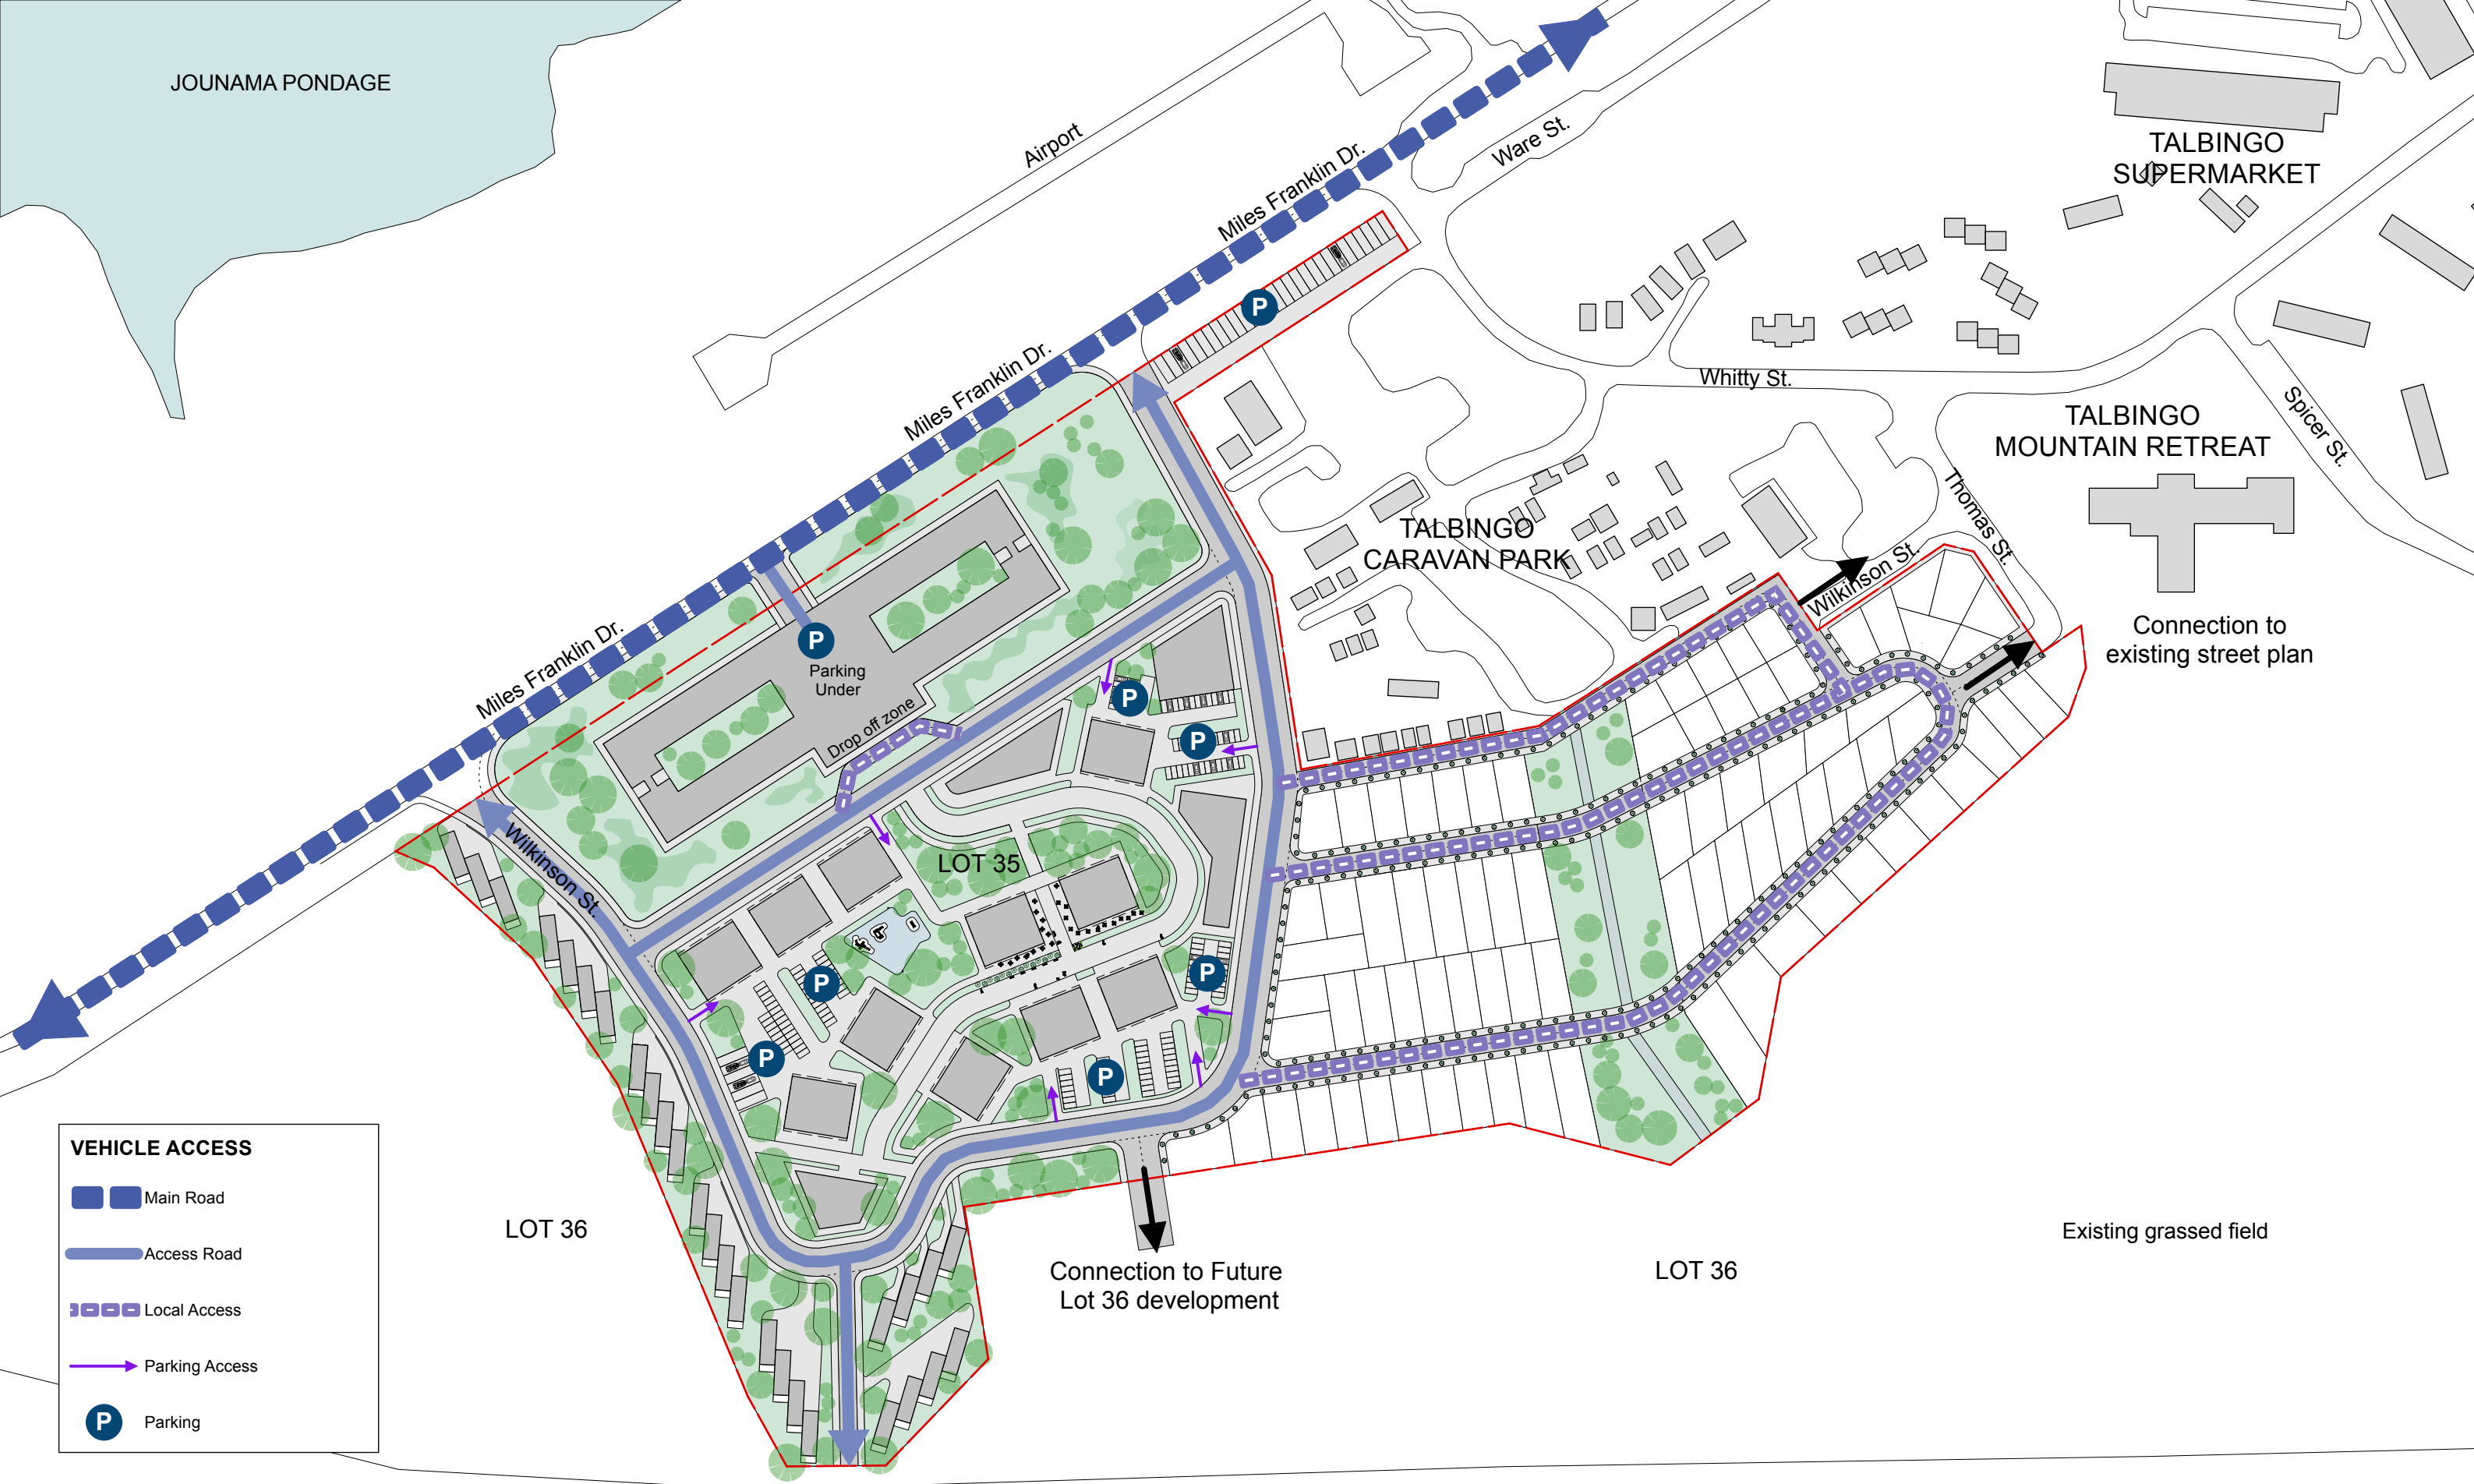 JOUNAMA PONDAGE
Airport
Miles Franklin Dr.
Ware St.
TALBINGO
SUPERMARKET
P
Miles Franklin Dr.
Whitty St.
Spicer St.
TALBINGO
MOUNTAIN RETREAT
Thomas St.
TALBINGO
CARAVAN PARK
Wilkinson St.
Connection to
existing street plan
Miles Franklin Dr.
P
Parking
Under
Drop off zone
P
P
Wilkinson St.
LOT 35
P
P
P
P
VEHICLE ACCESS
Main Road
Access Road
Local Access
Parking Access
P Parking
LOT 36
Connection to Future
Lot 36 development
LOT 36
Existing grassed field